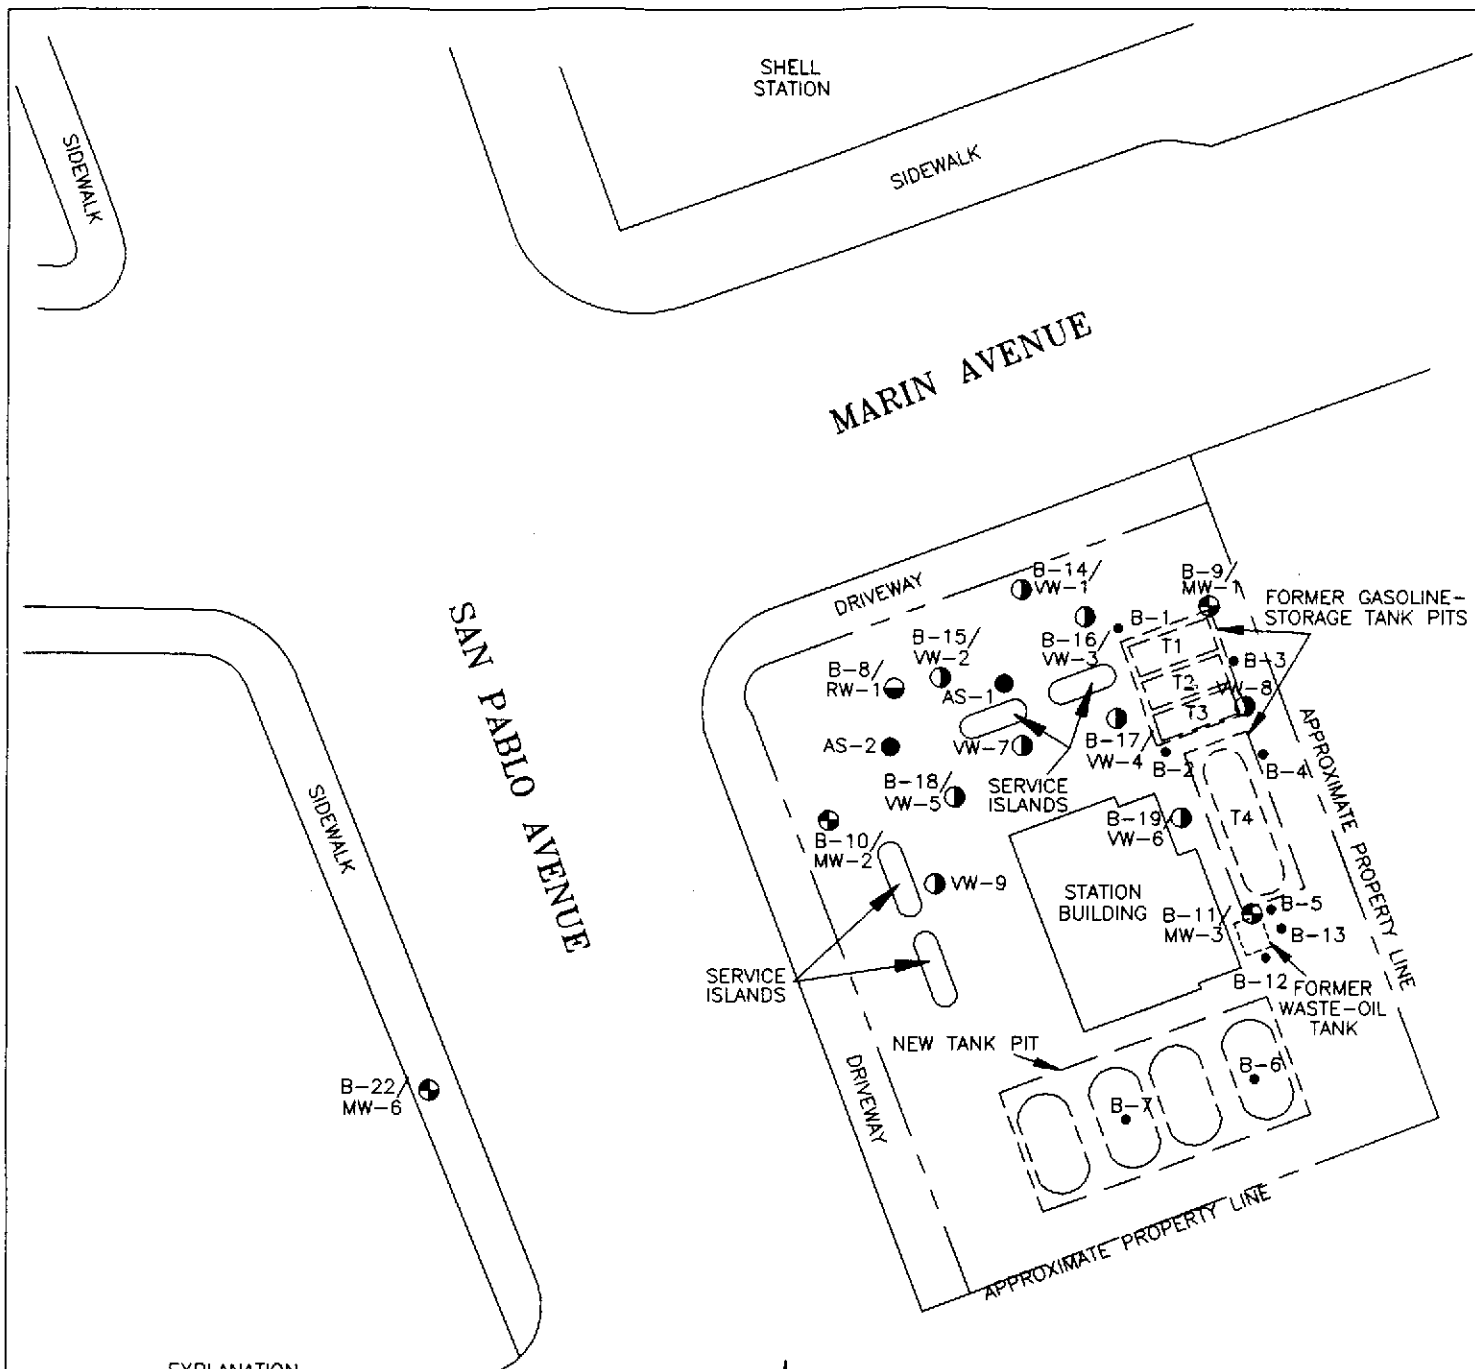 SHELL
STATION
SIDEWALK
SIDEWALK
MARIN AVENUE
SAN PABLO AVENUE
DRIVEWAY
B-14/
VW-1
B-9/
MW-1
FORMER GASOLINE-
STORAGE TANK PITS
B-1
B-15/
VW-2
B-16
VW-3
T1
B-3
B-8/
RW-1
AS-1
T2
VW-8
T3
AS-2
VW-7
B-17
VW-4
B-2
B-4
B-18/
VW-5
SERVICE
ISLANDS
APPROXIMATE PROPERTY LINE
SIDEWALK
B-10/
MW-2
B-19/
VW-6
T4
VW-9
STATION
BUILDING
B-11/
MW-3
B-5
B-13
B-12
SERVICE
ISLANDS
FORMER
WASTE-OIL
TANK
NEW TANK PIT
DRIVEWAY
B-22/
MW-6
B-6
B-7
APPROXIMATE PROPERTY LINE
EXPLANATION